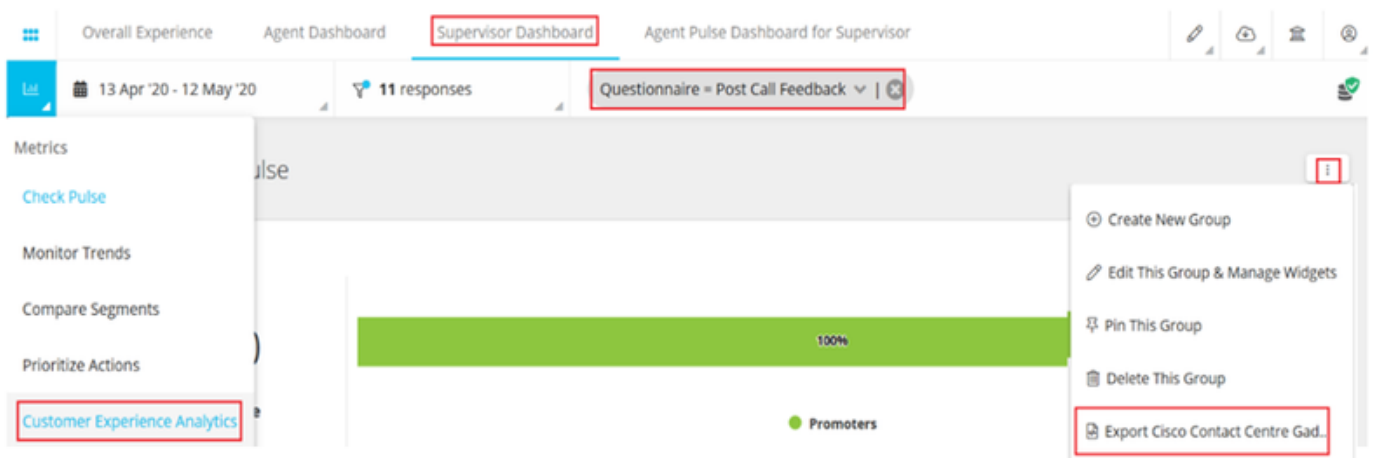 Overall Experience
Agent Dashboard
Supervisor Dashboard
Agent Pulse Dashboard for Supervisor
13 Apr '20 - 12 May '20
11 responses
Questionnaire = Post Call Feedback
Metrics
Check Pulse
Monitor Trends
Compare Segments
Prioritize Actions
Customer Experience Analytics
ulse
)
e
100%
Promoters
Create New Group
Edit This Group & Manage Widgets
Pin This Group
Delete This Group
Export Cisco Contact Centre Gad..